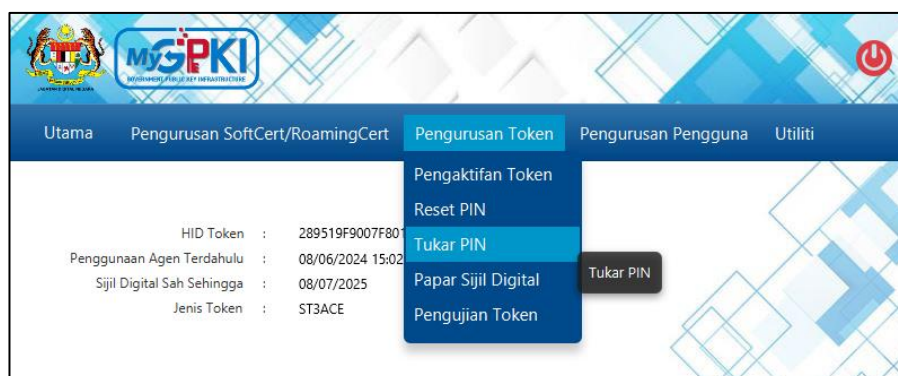 MyGPKI
GOVERNMENT PUBLIC KEY INFRASTRUCTURE
Utama Pengurusan SoftCert/RoamingCert Pengurusan Token Pengurusan Pengguna Utiliti
Pengaktifan Token
Reset PIN
Tukar PIN
Papar Sijil Digital
Pengujian Token
Tukar PIN
HID Token : 289519F9007F801
Penggunaan Agen Terdahulu : 08/06/2024 15:02
Sijil Digital Sah Sehingga : 08/07/2025
Jenis Token : ST3ACE